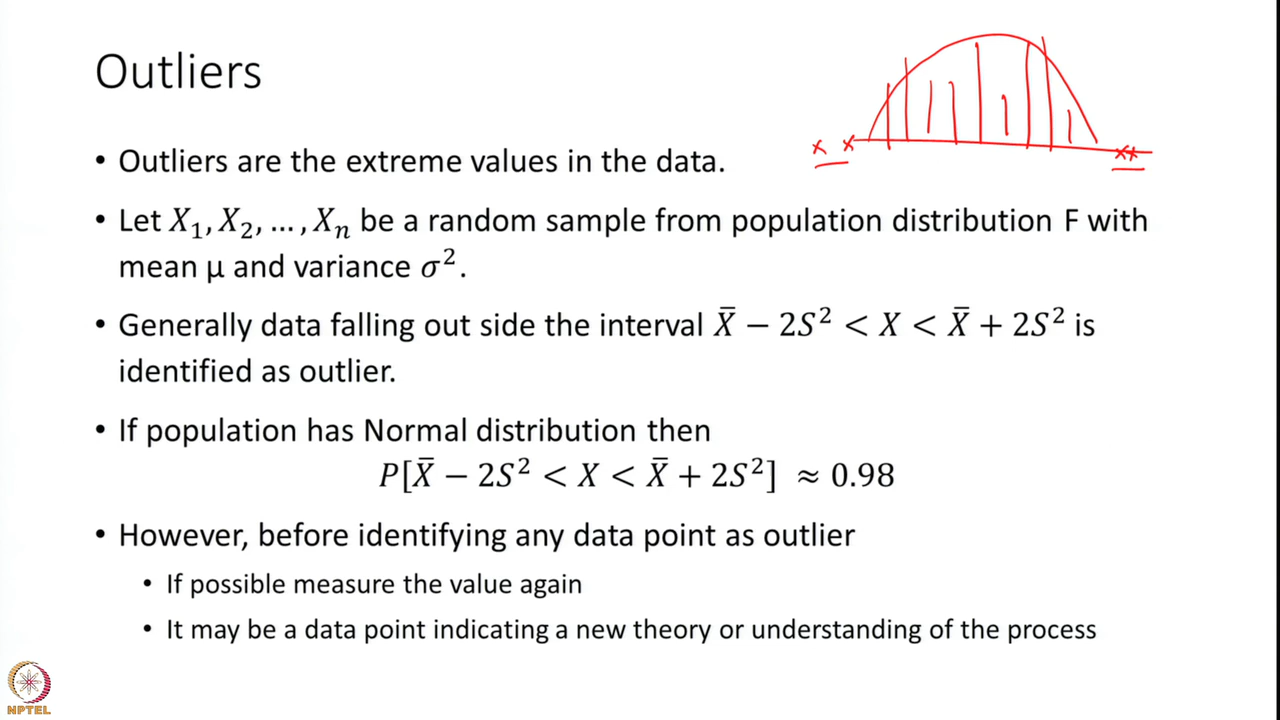 Outliers
• Outliers are the extreme values in the data.
• Let X₁, X₂, … , Xₙ be a random sample from population distribution F with
mean μ and variance σ².
• Generally data falling out side the interval X̄ − 2S² < X < X̄ + 2S² is
identified as outlier.
• If population has Normal distribution then
P[X̄ − 2S² < X < X̄ + 2S²] ≈ 0.98
• However, before identifying any data point as outlier
• If possible measure the value again
• It may be a data point indicating a new theory or understanding of the process
NPTEL